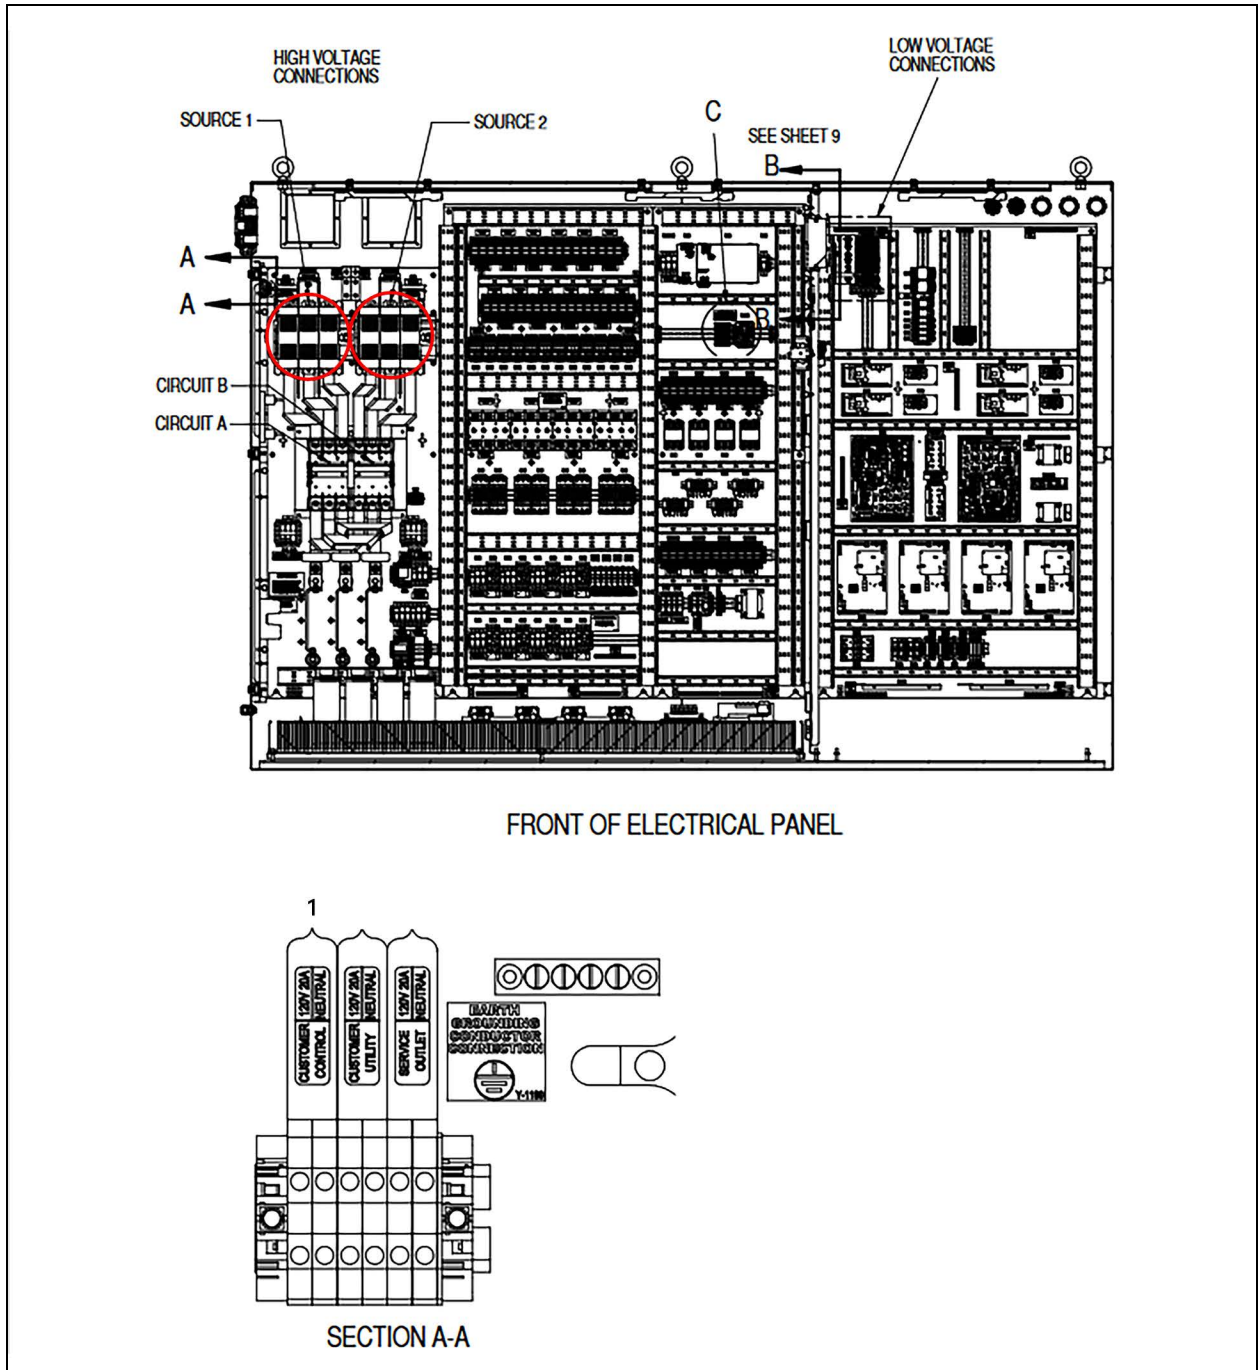 HIGH VOLTAGE
CONNECTIONS
LOW VOLTAGE
CONNECTIONS
SOURCE 1
SOURCE 2
C
SEE SHEET 9
B
A
A
B
CIRCUIT B
CIRCUIT A
FRONT OF ELECTRICAL PANEL
1
CUSTOMER CONTROL
120V 20A
NEUTRAL
CUSTOMER UTILITY
120V 20A
NEUTRAL
SERVICE OUTLET
120V 20A
NEUTRAL
EARTH
GROUNDING
CONDUCTOR
CONNECTION
SECTION A-A